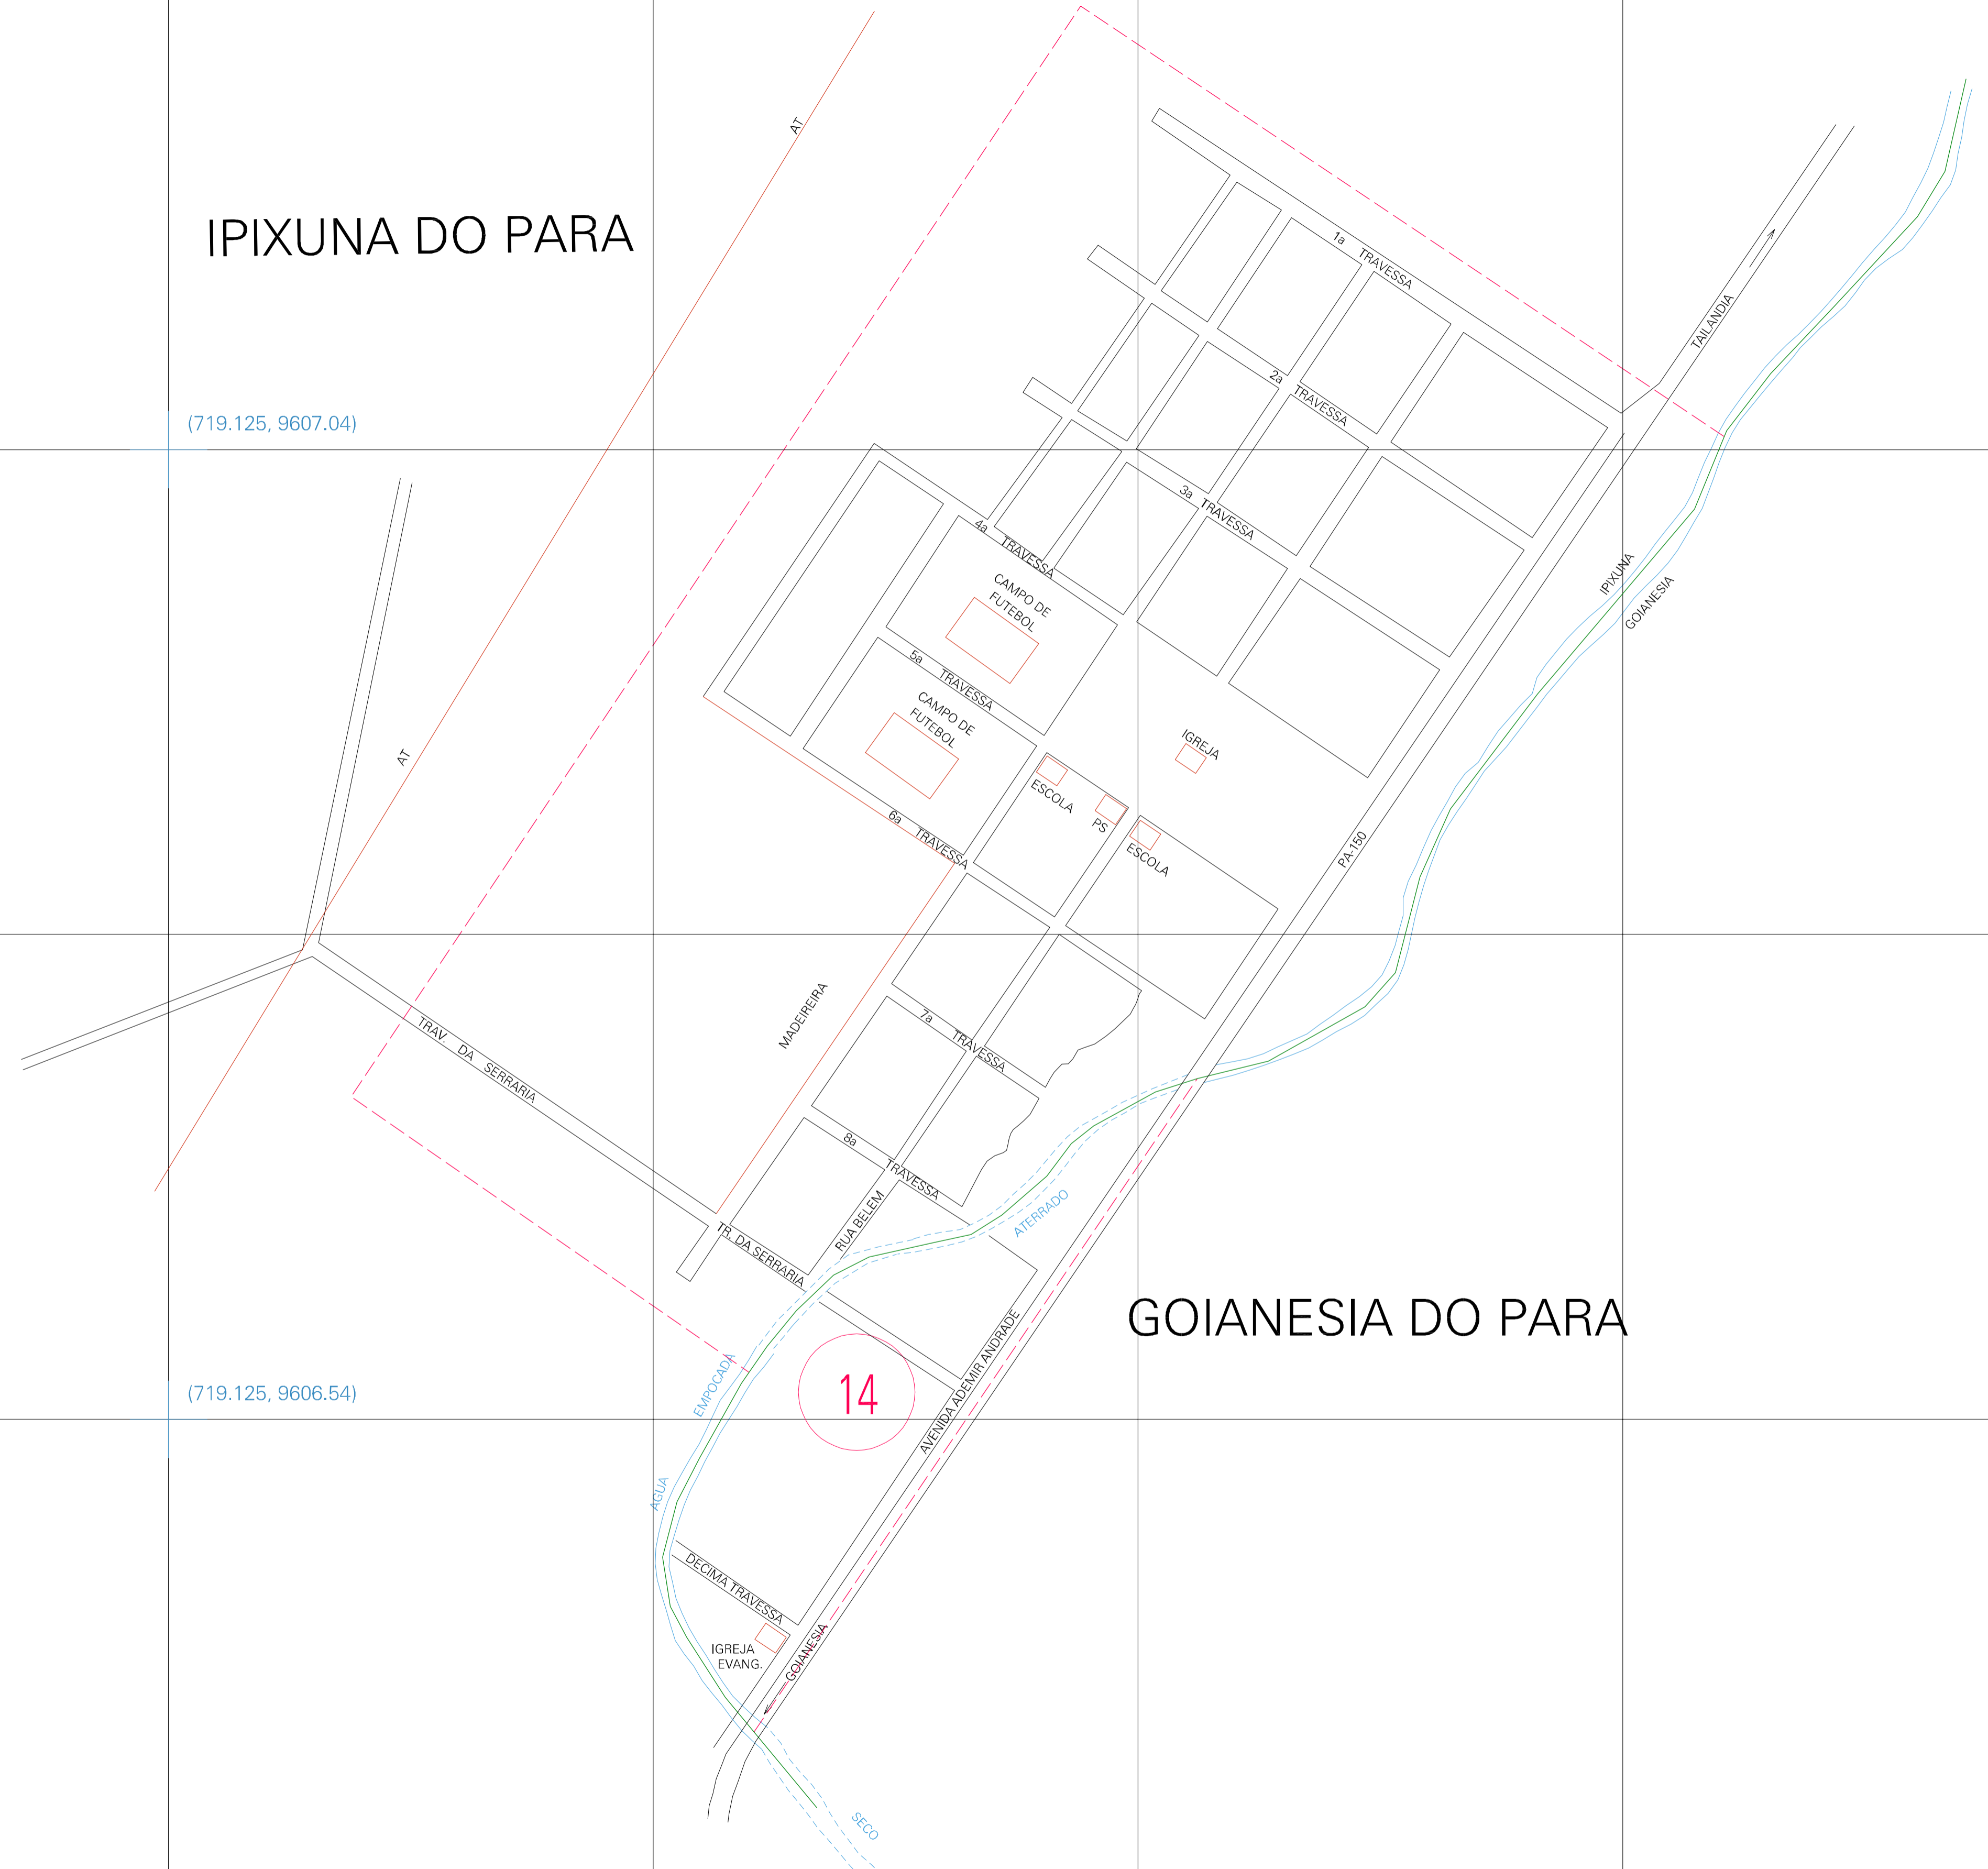 AT
IPIXUNA DO PARA
1a TRAVESSA
TAILANDIA
2a TRAVESSA
(719.125, 9607.04)
3a TRAVESSA
4a TRAVESSA
CAMPO DE
FUTEBOL
IPIXUNA
GOIANESIA
5a TRAVESSA
CAMPO DE
FUTEBOL
IGREJA
AT
ESCOLA
PS
ESCOLA
6a TRAVESSA
PA-150
MADEIREIRA
7a TRAVESSA
TRAV. DA SERRARIA
8a TRAVESSA
RUA BELEM
ATERRADO
TR. DA SERRARIA
GOIANESIA DO PARA
AVENIDA ADEMIR ANDRADE
EMPOCADA
14
(719.125, 9606.54)
AGUA
DECIMA TRAVESSA
IGREJA
EVANG.
GOIANESIA
SECO